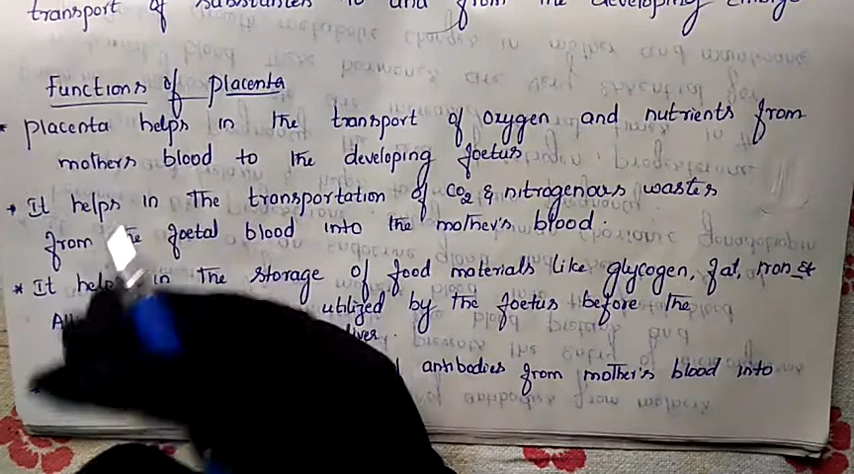 transport of substances to and from the developing
Functions of placenta
placenta helps in the transport of oxygen and nutrients from
mothers blood to the developing foetus
* It helps in the transportation of CO2 & nitrogenous wastes
from the foetal blood into the mother's blood.
* It helps in the storage of food materials like glycogen, fat, iron
utilized by the foetus before the
liver.
antibodies from mother's blood into